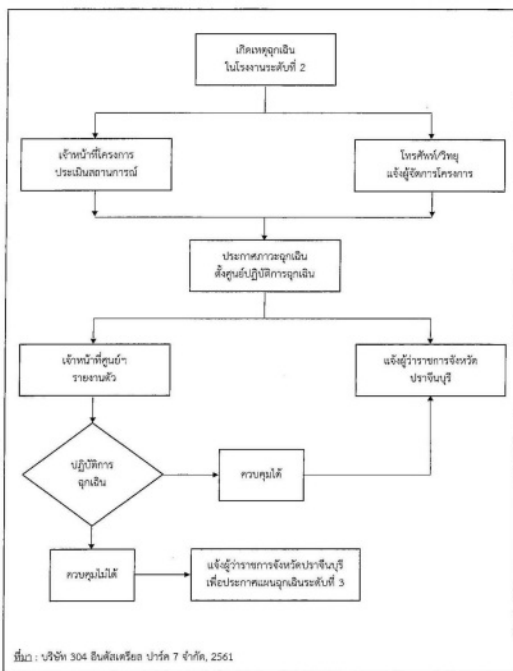 เกิดเหตุฉุกเฉิน
ในโรงงานระดับที่ 2
เจ้าหน้าที่โครงการ
ประเมินสถานการณ์
โทรศัพท์/วิทยุ
แจ้งผู้จัดการโครงการ
ประกาศภาวะฉุกเฉิน
ตั้งศูนย์ปฏิบัติการฉุกเฉิน
เจ้าหน้าที่ศูนย์ฯ
รายงานตัว
แจ้งผู้ว่าราชการจังหวัด
ปราจีนบุรี
ปฏิบัติการ
ฉุกเฉิน
ควบคุมได้
ควบคุมไม่ได้
แจ้งผู้ว่าราชการจังหวัดปราจีนบุรี
เพื่อประกาศแผนฉุกเฉินระดับที่ 3
ที่มา : บริษัท 304 อินดัสเตรียล ปาร์ค 7 จำกัด, 2561